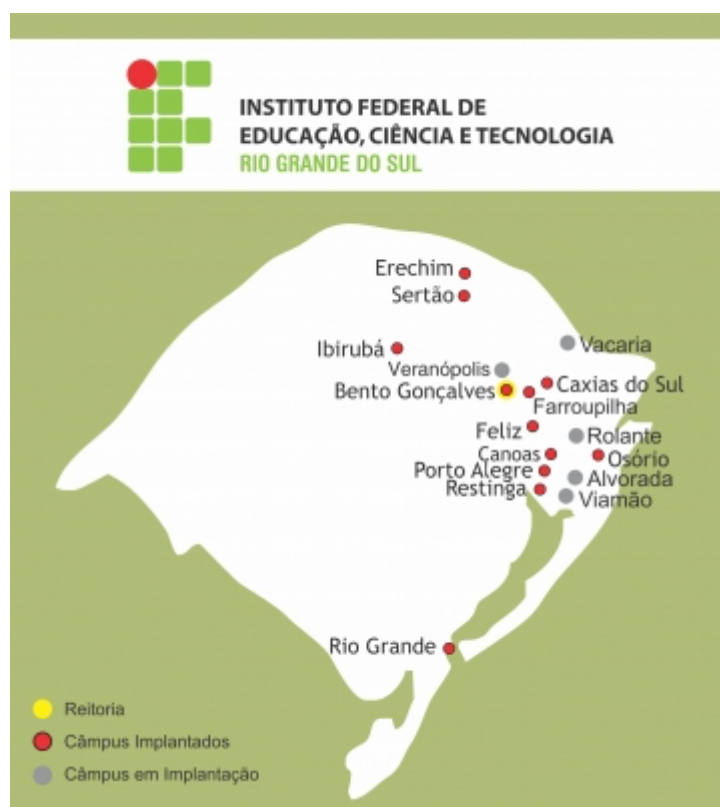 INSTITUTO FEDERAL DE
EDUCAÇÃO, CIÊNCIA E TECNOLOGIA
RIO GRANDE DO SUL
Erechim
Sertão
Ibirubá
Vacaria
Veranópolis
Bento Gonçalves
Caxias do Sul
Farroupilha
Feliz
Rolante
Canoas
Osório
Porto Alegre
Alvorada
Restinga
Viamão
Rio Grande
Reitoria
Câmpus Implantados
Câmpus em Implantação